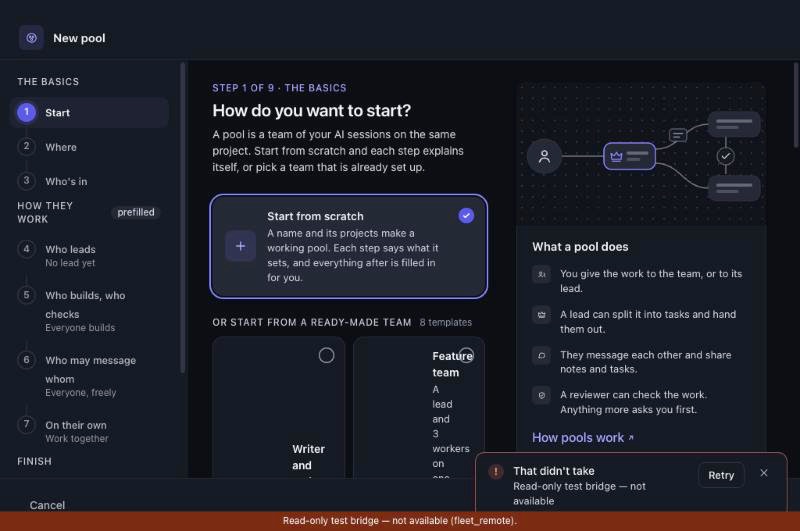 New pool
THE BASICS
1 Start
2 Where
3 Who's in
HOW THEY
WORK
prefilled
4 Who leads
No lead yet
5 Who builds, who
checks
Everyone builds
6 Who may message
whom
Everyone, freely
7 On their own
Work together
FINISH
Cancel
STEP 1 OF 9 · THE BASICS
How do you want to start?
A pool is a team of your AI sessions on the same
project. Start from scratch and each step explains
itself, or pick a team that is already set up.
Start from scratch
A name and its projects make a
working pool. Each step says what it
sets, and everything after is filled in
for you.
OR START FROM A READY-MADE TEAM 8 templates
Writer
and
Feature
team
A
lead
and
3
workers
on
What a pool does
You give the work to the team, or to its
lead.
A lead can split it into tasks and hand
them out.
They message each other and share
notes and tasks.
A reviewer can check the work.
Anything more asks you first.
How pools work ↗
That didn't take
Read-only test bridge — not
available
Retry
Read-only test bridge — not available (fleet_remote).